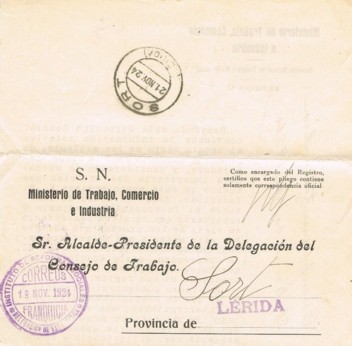 SORT
21 NOV 24
(LERIDA)
S. N.
Ministerio de Trabajo, Comercio
e Industria
Como encargado del Registro,
certifico que este pliego contiene
solamente correspondencia oficial
Sr. Alcalde-Presidente de la Delegación del
Consejo de Trabajo.
CORREOS
19 NOV. 1924
FRANQUICIA
Sort
LERIDA
Provincia de